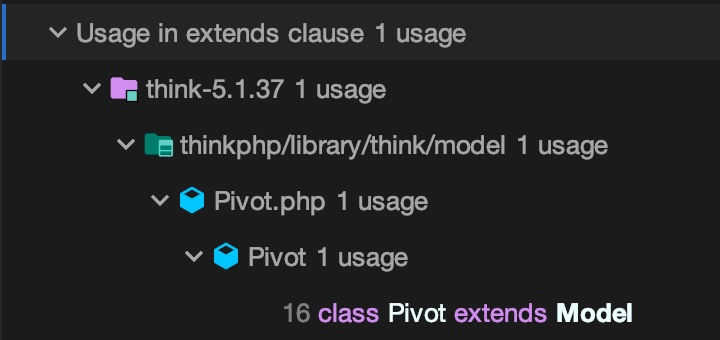 Usage in extends clause 1 usage
think-5.1.37 1 usage
thinkphp/library/think/model 1 usage
Pivot.php 1 usage
Pivot 1 usage
16 class Pivot extends Model